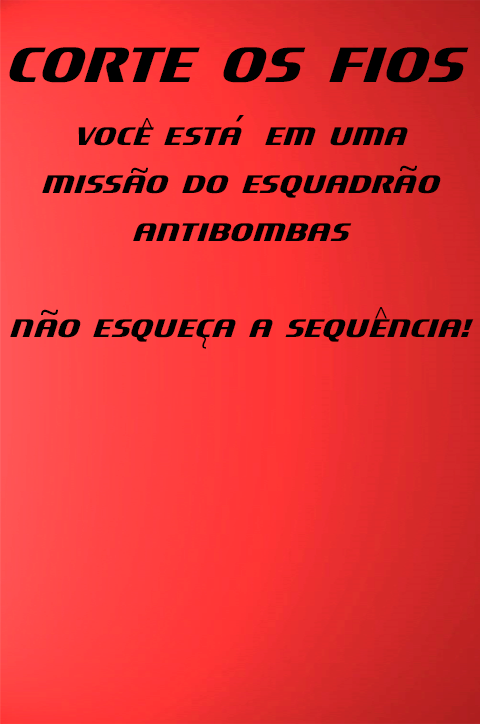 CORTE OS FIOS
VOCÊ ESTÁ EM UMA
MISSÃO DO ESQUADRÃO
ANTIBOMBAS
NÃO ESQUEÇA A SEQUÊNCIA!